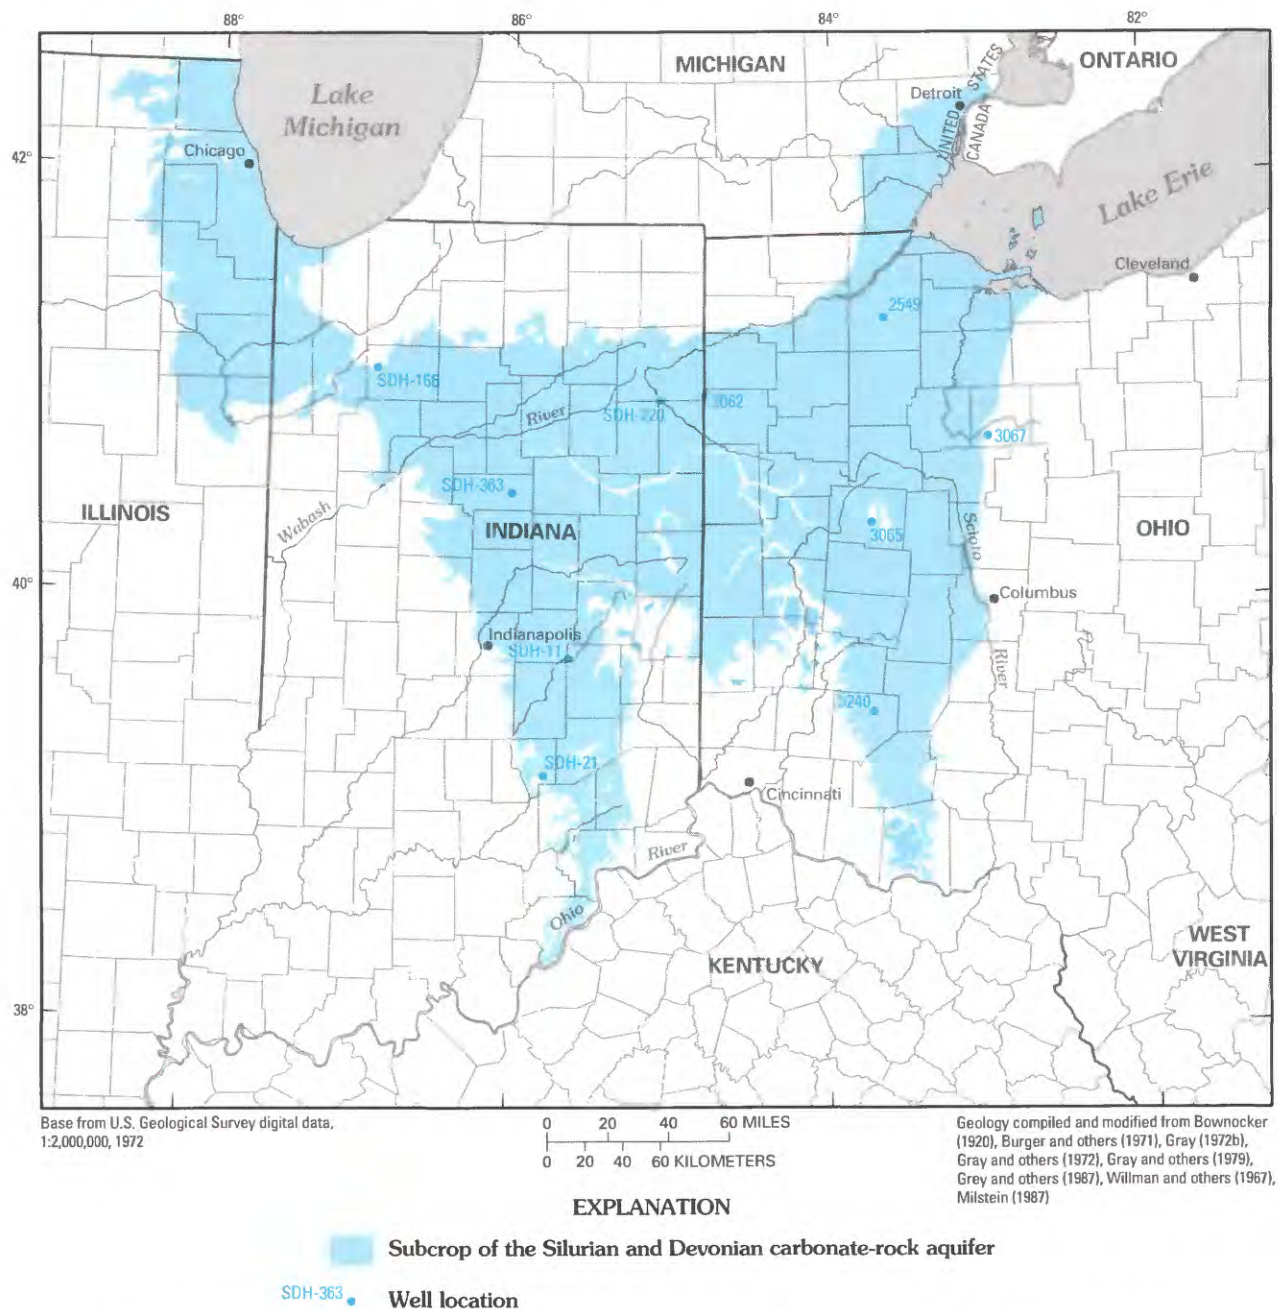 88°
86°
84°
82°
MICHIGAN
ONTARIO
Lake
Michigan
Detroit
UNITED STATES
CANADA
42°
Chicago
Lake Erie
Cleveland
2549
SDH-166
SDH-220
3062
River
3067
SDH-363
ILLINOIS
Wabash
INDIANA
3065
Scioto
OHIO
40°
Columbus
Indianapolis
SDH-11
River
3240
SDH-21
Cincinnati
River
Ohio
KENTUCKY
WEST
VIRGINIA
38°
Base from U.S. Geological Survey digital data,
1:2,000,000, 1972
0 20 40 60 MILES
0 20 40 60 KILOMETERS
Geology compiled and modified from Bownocker
(1920), Burger and others (1971), Gray (1972b),
Gray and others (1972), Gray and others (1979),
Grey and others (1987), Willman and others (1967),
Milstein (1987)
EXPLANATION
Subcrop of the Silurian and Devonian carbonate-rock aquifer
SDH-363
Well location